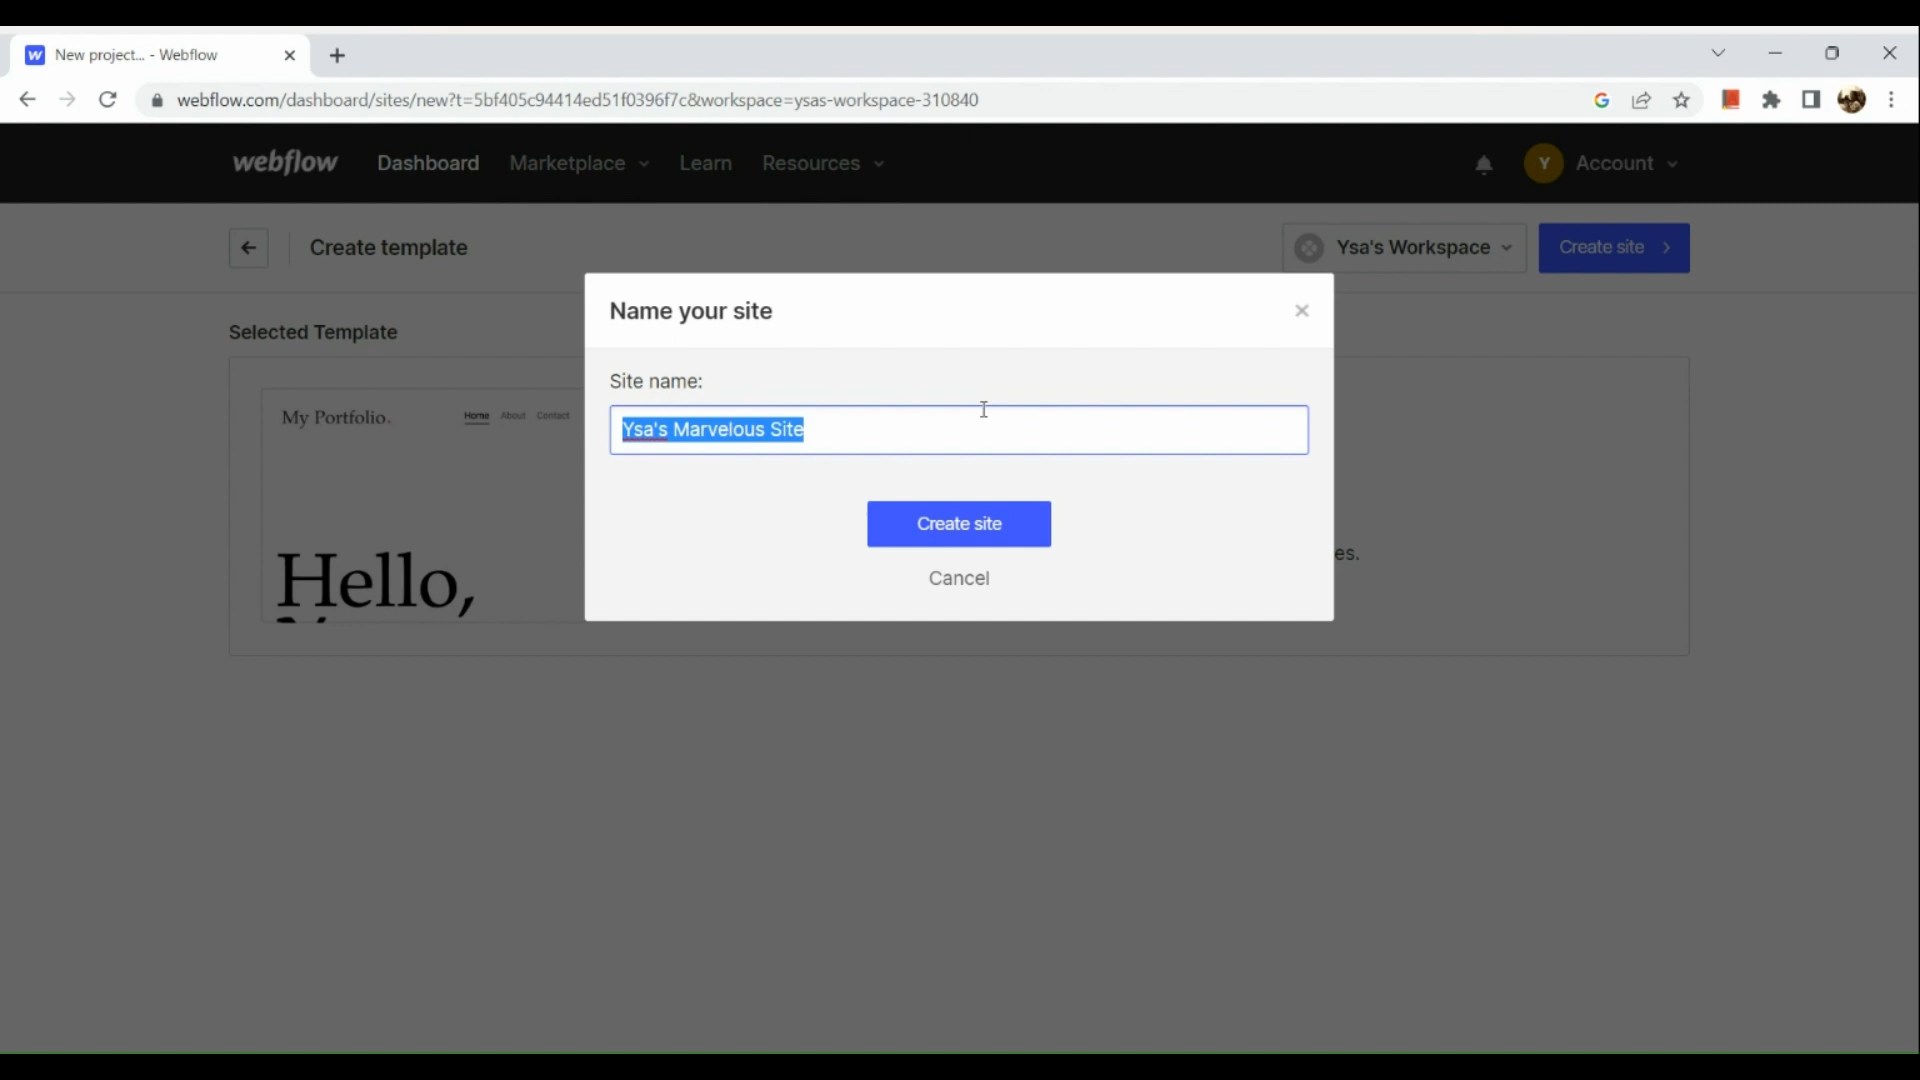 New project... - Webflow
webflow.com/dashboard/sites/new?t=5bf405c94414ed51f0396f7c&workspace=ysas-workspace-310840
webflow Dashboard Marketplace Learn Resources Y Account
Create template Ysa's Workspace Create site
Name your site
Selected Template
Site name:
My Portfolio. Home About Contact
Ysa's Marvelous Site
Create site
Hello,
es.
Cancel